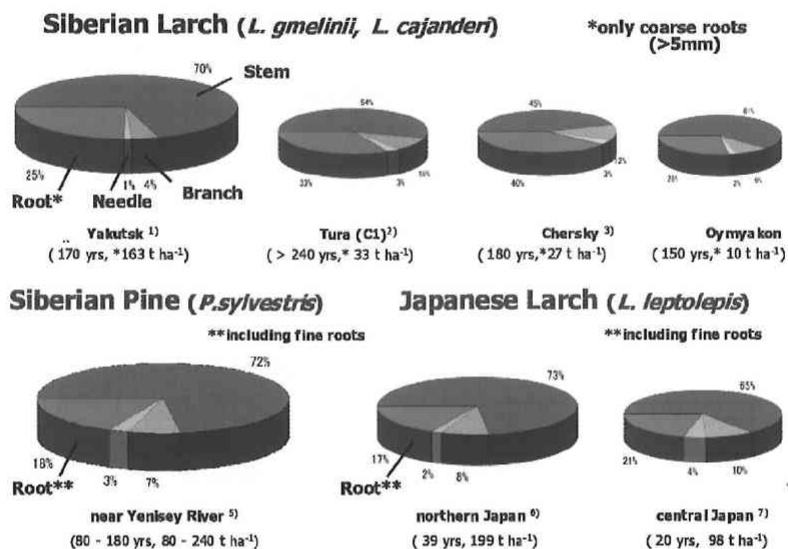 Siberian Larch (L. gmelinii, L. cajanderi)
*only coarse roots
(>5mm)
70%
Stem
25%
1%
4%
Root*
Needle
Branch
Yakutsk 1)
(170 yrs, *163 t ha-1)
33%
3%
Tura (C1)2)
(> 240 yrs,* 33 t ha-1)
45%
40%
3%
12%
Chersky 3)
(180 yrs,*27 t ha-1)
2%
Oymyakon
(150 yrs,* 10 t ha-1)
Siberian Pine (P.sylvestris)
**including fine roots
72%
18%
3%
7%
Root**
near Yenisey River 5)
(80 - 180 yrs, 80 - 240 t ha-1)
Japanese Larch (L. leptolepis)
**including fine roots
73%
17%
2%
8%
Root**
northern Japan 6)
(39 yrs, 199 t ha-1)
65%
21%
4%
10%
central Japan 7)
(20 yrs, 98 t ha-1)